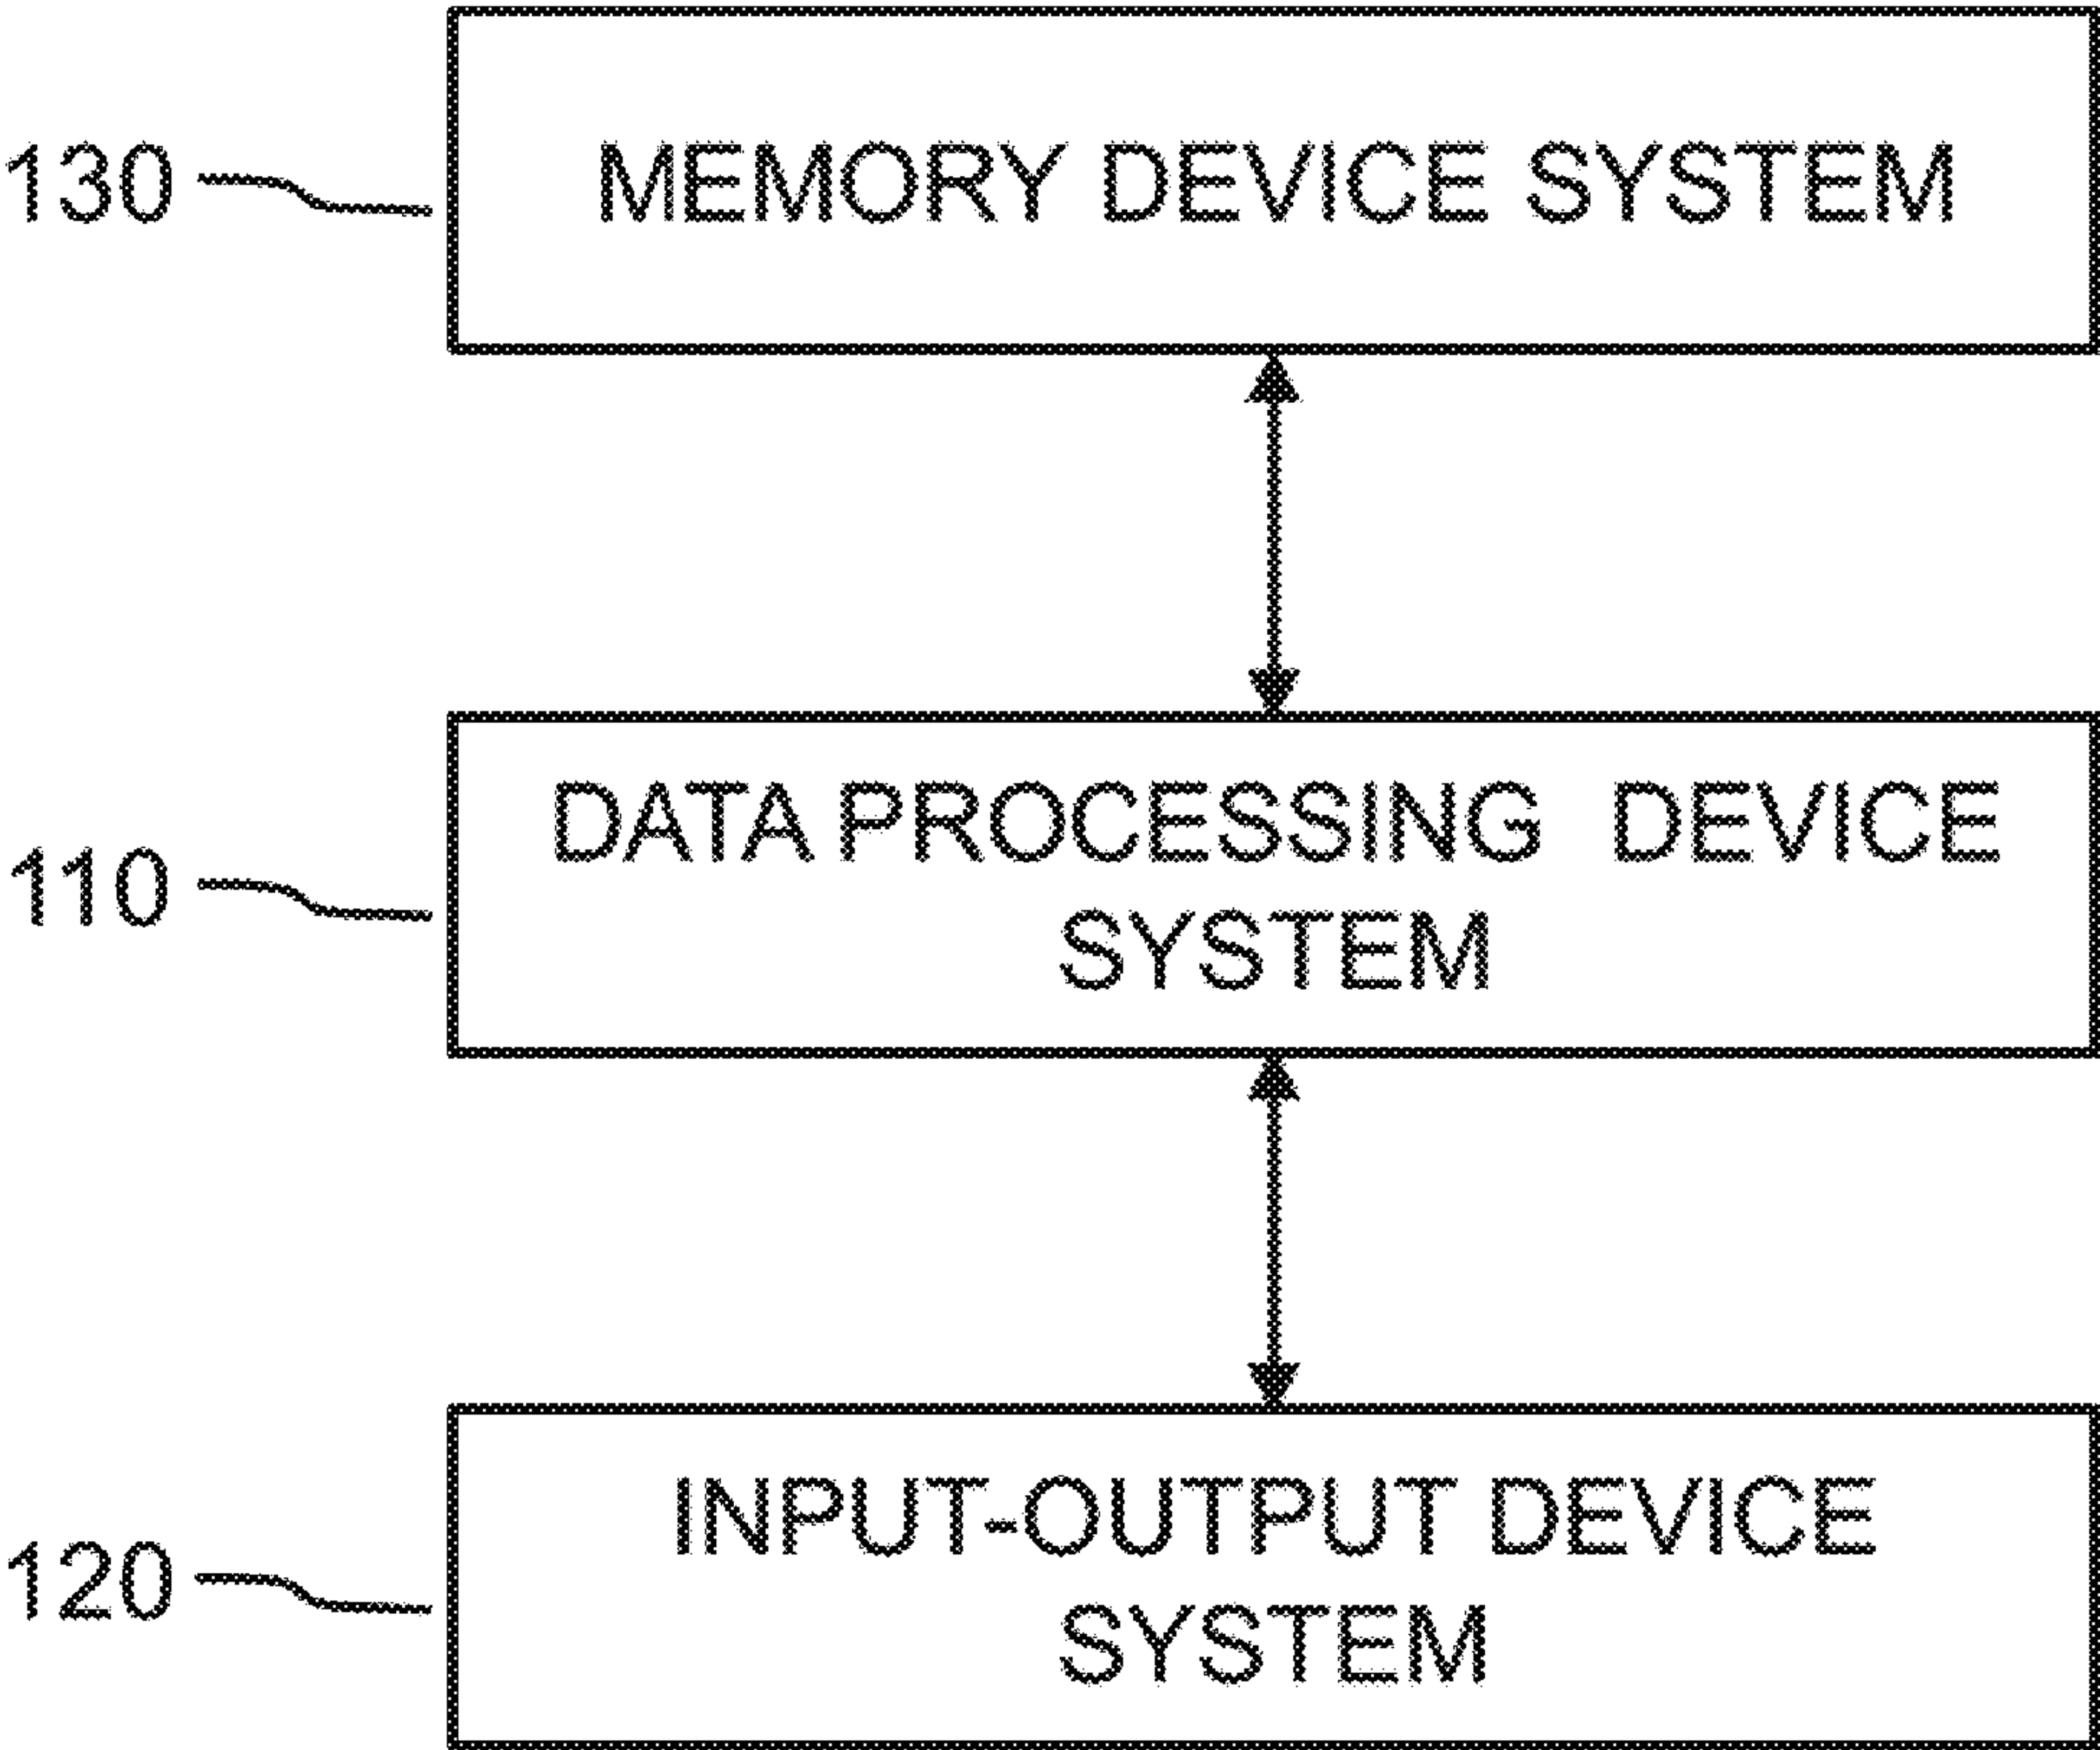 130
MEMORY DEVICE SYSTEM
110
DATA PROCESSING DEVICE
SYSTEM
120
INPUT-OUTPUT DEVICE
SYSTEM